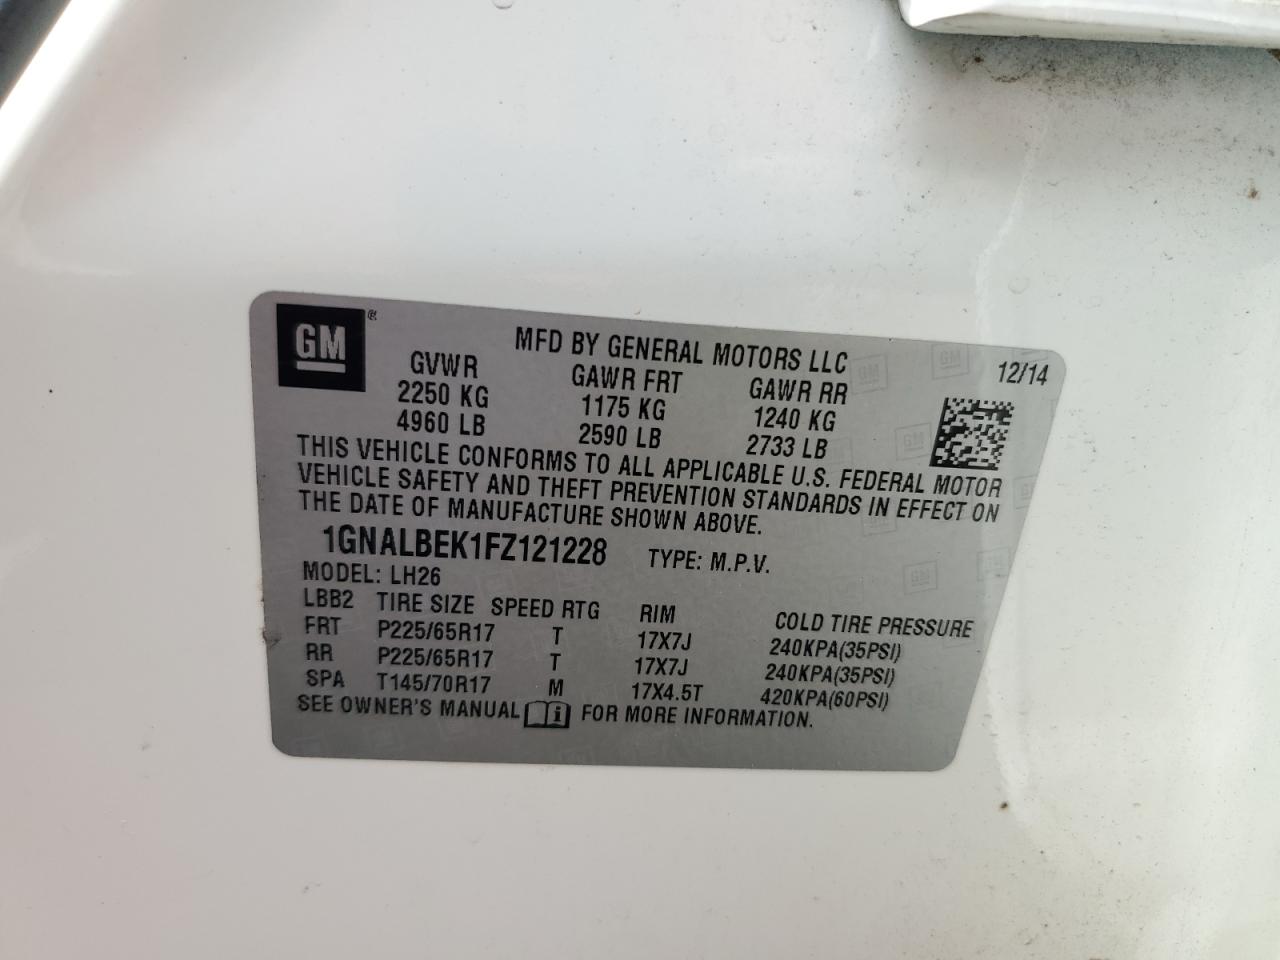 GM®
MFD BY GENERAL MOTORS LLC 12/14
GVWR GAWR FRT GAWR RR
2250 KG 1175 KG 1240 KG
4960 LB 2590 LB 2733 LB
THIS VEHICLE CONFORMS TO ALL APPLICABLE U.S. FEDERAL MOTOR
VEHICLE SAFETY AND THEFT PREVENTION STANDARDS IN EFFECT ON
THE DATE OF MANUFACTURE SHOWN ABOVE.
1GNALBEK1FZ121228 TYPE: M.P.V.
MODEL: LH26
LBB2 TIRE SIZE SPEED RTG RIM COLD TIRE PRESSURE
FRT P225/65R17 T 17X7J 240KPA(35PSI)
RR P225/65R17 T 17X7J 240KPA(35PSI)
SPA T145/70R17 M 17X4.5T 420KPA(60PSI)
SEE OWNER'S MANUAL i FOR MORE INFORMATION.